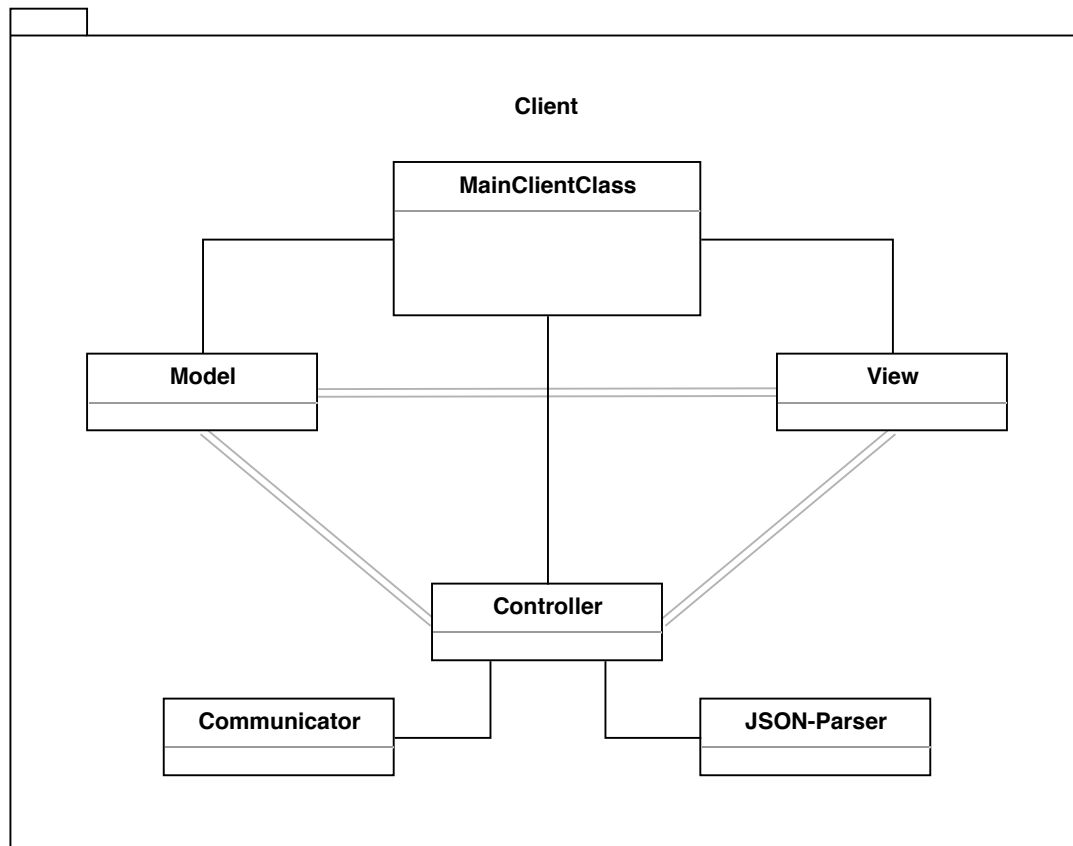 Client
MainClientClass
Model
View
Controller
Communicator
JSON-Parser